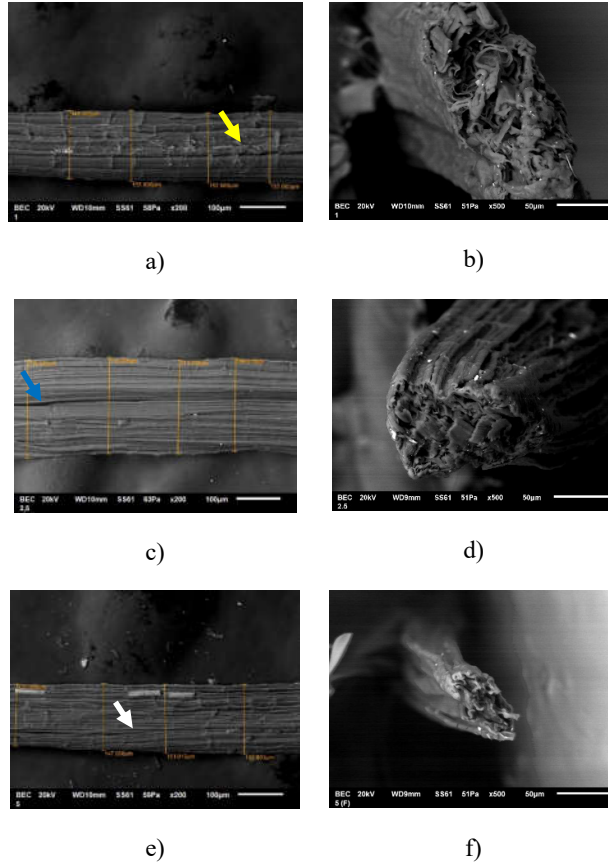 BEC 20kV WD10mm SS61 58Pa x200 100µm
1
BEC 20kV WD10mm SS61 51Pa x500 50µm
1
a)
b)
BEC 20kV WD10mm SS61 63Pa x200 100µm
2,5
BEC 20kV WD9mm SS61 51Pa x500 50µm
2.5
c)
d)
BEC 20kV WD10mm SS61 59Pa x200 100µm
5
BEC 20kV WD9mm SS61 51Pa x500 50µm
5 (F)
e)
f)